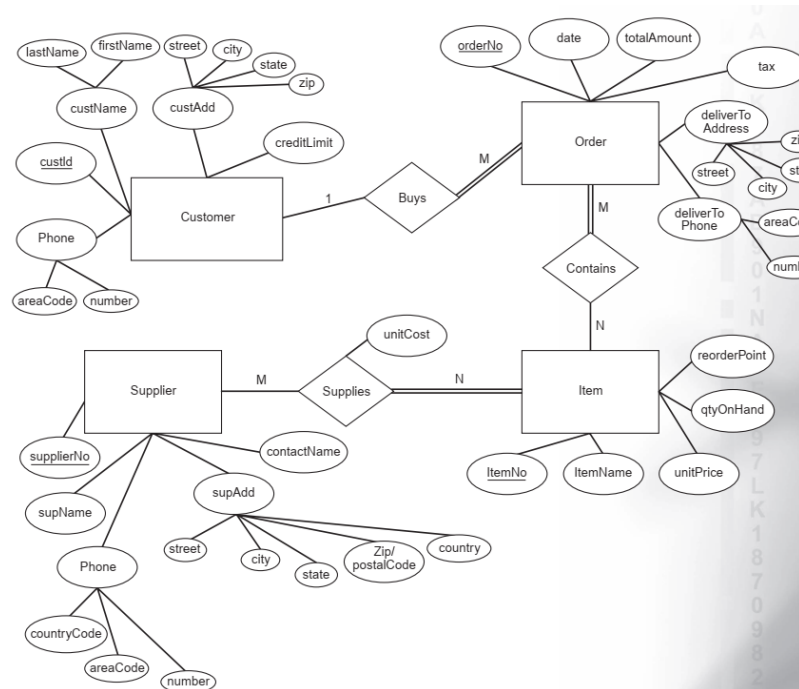 lastName
firstName
street
city
state
zip
custName
custAdd
custId
creditLimit
Customer
Phone
areaCode
number
1
Buys
M
orderNo
date
totalAmount
tax
Order
deliverTo
Address
street
city
deliverTo
Phone
M
Contains
N
unitCost
Supplier
M
Supplies
N
Item
reorderPoint
qtyOnHand
unitPrice
ItemNo
ItemName
supplierNo
supName
contactName
supAdd
street
city
state
Zip/
postalCode
country
Phone
countryCode
areaCode
number